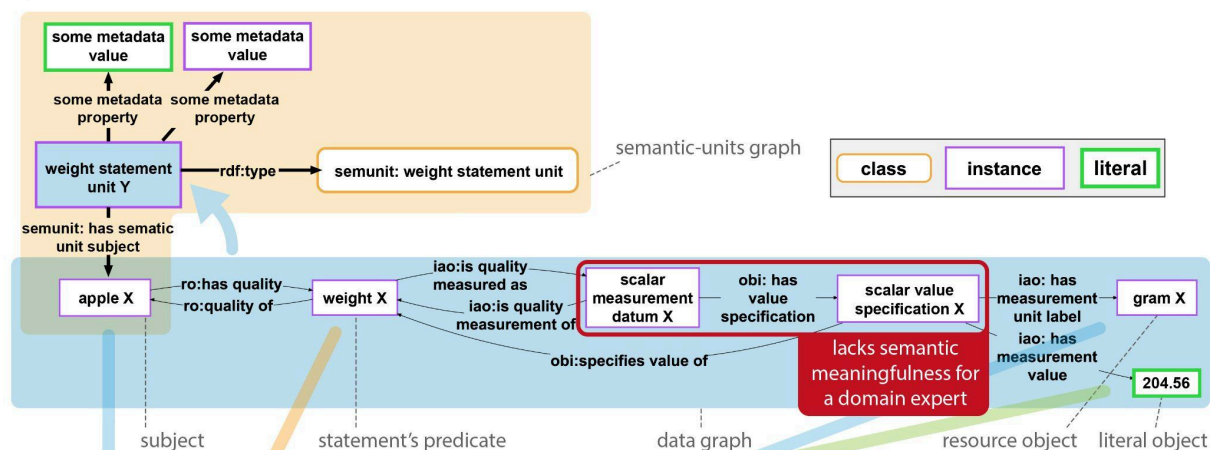 some metadata
value
some metadata
value
some metadata
property
some metadata
property
weight statement
unit Y
rdf:type
semunit: weight statement unit
semantic-units graph
class
instance
literal
semunit: has sematic
unit subject
apple X
ro:has quality
ro:quality of
weight X
iao:is quality
measured as
iao:is quality
measurement of
scalar
measurement
datum X
obi: has
value
specification
scalar value
specification X
iao: has
measurement
unit label
gram X
obi:specifies value of
lacks semantic
meaningfulness for
a domain expert
iao: has
measurement
value
204.56
subject
statement's predicate
data graph
resource object
literal object